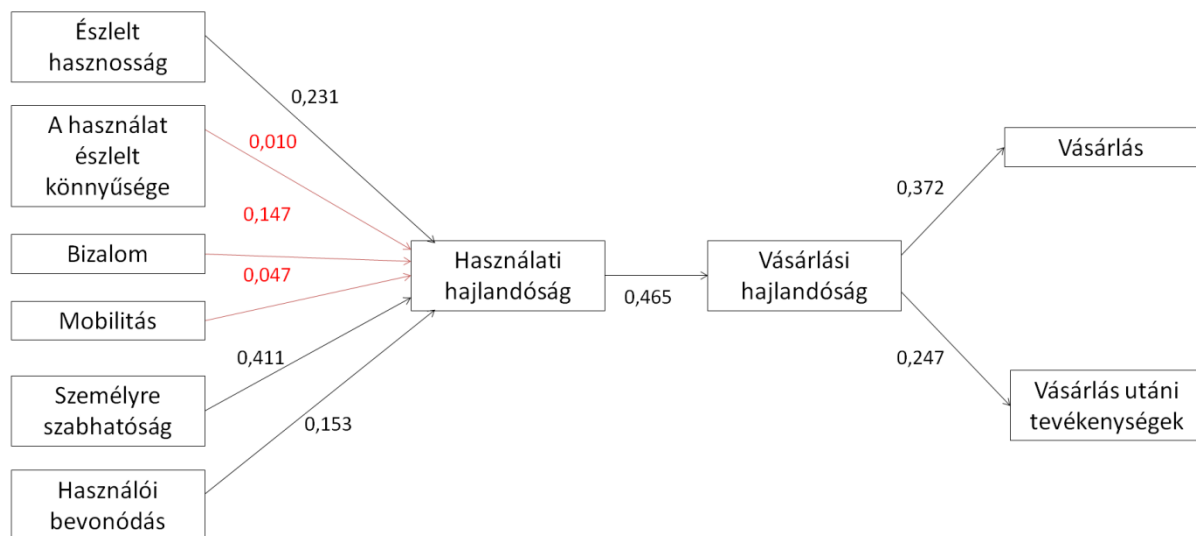 Észlelt
hasznosság
0,231
A használat
észlelt
könnyűsége
0,010
0,147
Bizalom
0,047
Mobilitás
0,411
Személyre
szabhatóság
0,153
Használói
bevonódás
Használati
hajlandóság
0,465
Vásárlási
hajlandóság
0,372
Vásárlás
0,247
Vásárlás utáni
tevékenységek